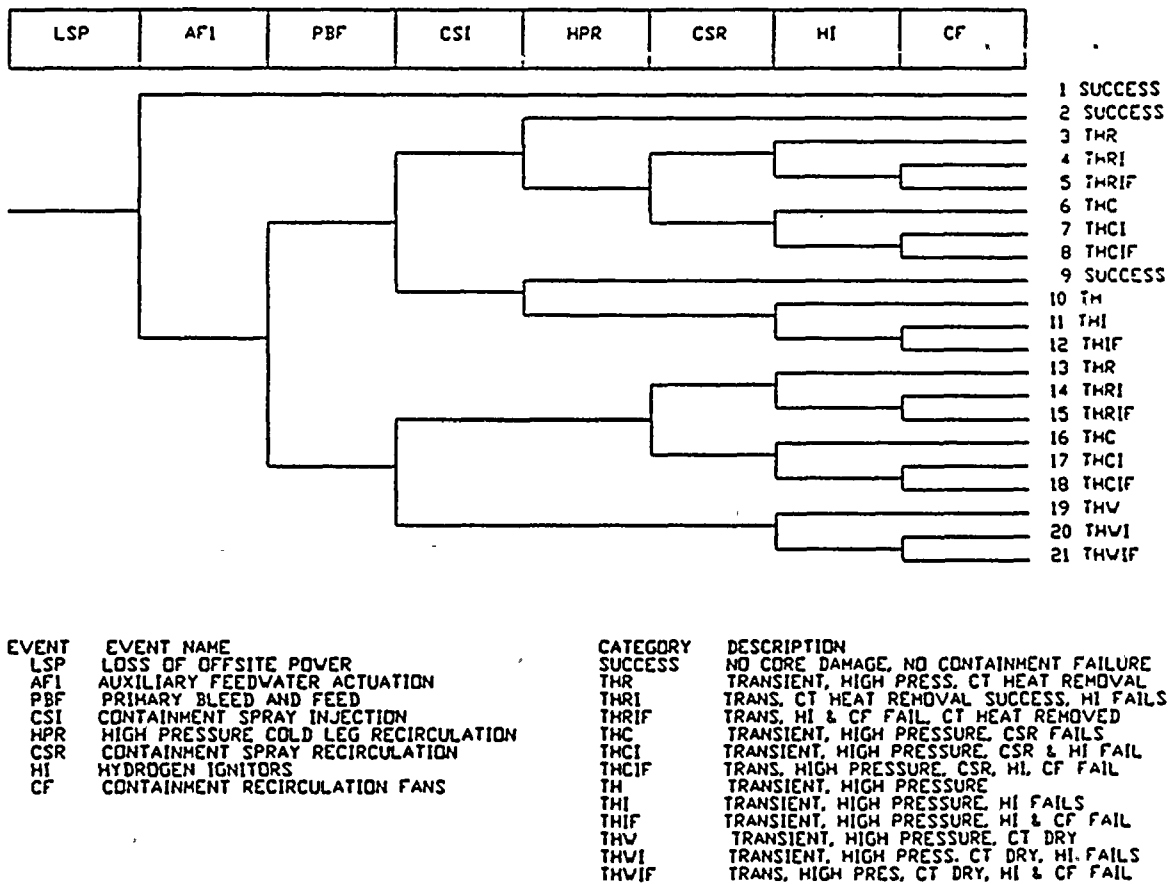 LSP AF1 PBF CSI HPR CSR HI CF
1 SUCCESS
2 SUCCESS
3 THR
4 THRI
5 THRIF
6 THC
7 THCI
8 THCIF
9 SUCCESS
10 TH
11 THI
12 THIF
13 THR
14 THRI
15 THRIF
16 THC
17 THCI
18 THCIF
19 THW
20 THWI
21 THWIF
EVENT EVENT NAME
LSP LOSS OF OFFSITE POWER
AF1 AUXILIARY FEEDWATER ACTUATION
PBF PRIMARY BLEED AND FEED
CSI CONTAINMENT SPRAY INJECTION
HPR HIGH PRESSURE COLD LEG RECIRCULATION
CSR CONTAINMENT SPRAY RECIRCULATION
HI HYDROGEN IGNITORS
CF CONTAINMENT RECIRCULATION FANS
CATEGORY DESCRIPTION
SUCCESS NO CORE DAMAGE, NO CONTAINMENT FAILURE
THR TRANSIENT, HIGH PRESS, CT HEAT REMOVAL
THRI TRANS, CT HEAT REMOVAL SUCCESS, HI FAILS
THRIF TRANS, HI & CF FAIL, CT HEAT REMOVED
THC TRANSIENT, HIGH PRESSURE, CSR FAILS
THCI TRANSIENT, HIGH PRESSURE, CSR & HI FAIL
THCIF TRANS, HIGH PRESSURE, CSR, HI, CF FAIL
TH TRANSIENT, HIGH PRESSURE
THI TRANSIENT, HIGH PRESSURE, HI FAILS
THIF TRANSIENT, HIGH PRESSURE, HI & CF FAIL
THW TRANSIENT, HIGH PRESSURE, CT DRY
THWI TRANSIENT, HIGH PRESS. CT DRY, HI. FAILS
THWIF TRANS, HIGH PRES, CT DRY, HI & CF FAIL